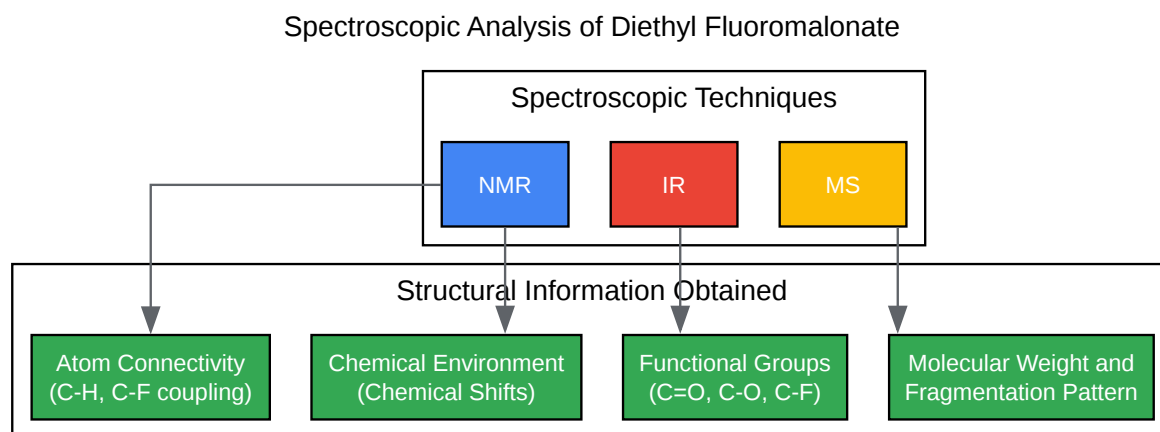 Spectroscopic Analysis of Diethyl Fluoromalonate
Spectroscopic Techniques
NMR
IR
MS
Structural Information Obtained
Atom Connectivity
(C-H, C-F coupling)
Chemical Environment
(Chemical Shifts)
Functional Groups
(C=O, C-O, C-F)
Molecular Weight and
Fragmentation Pattern